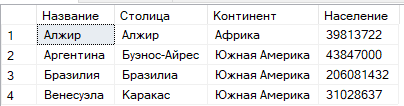 Название Столица Континент Население
1 Алжир Алжир Африка 39813722
2 Аргентина Буэнос-Айрес Южная Америка 43847000
3 Бразилия Бразилиа Южная Америка 206081432
4 Венесуэла Каракас Южная Америка 31028637